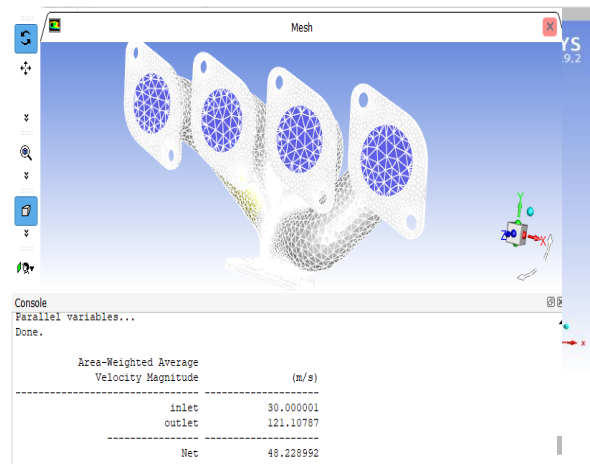 Mesh
YS
9.2
Y
Z
X
Console
Parallel variables...
Done.
Area-Weighted Average
Velocity Magnitude (m/s)
-------------------------------- --------------------
inlet 30.000001
outlet 121.10787
---------------- --------------------
Net 48.228992
x